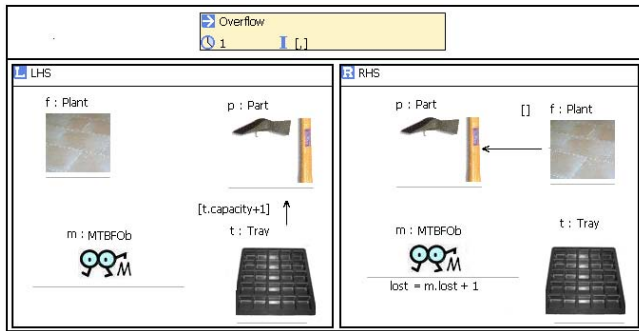 Overflow
1 I [,]
L LHS
f : Plant
p : Part
[t.capacity+1]
m : MTBFOb
t : Tray
M
R RHS
p : Part
[] f : Plant
m : MTBFOb
t : Tray
M
lost = m.lost + 1